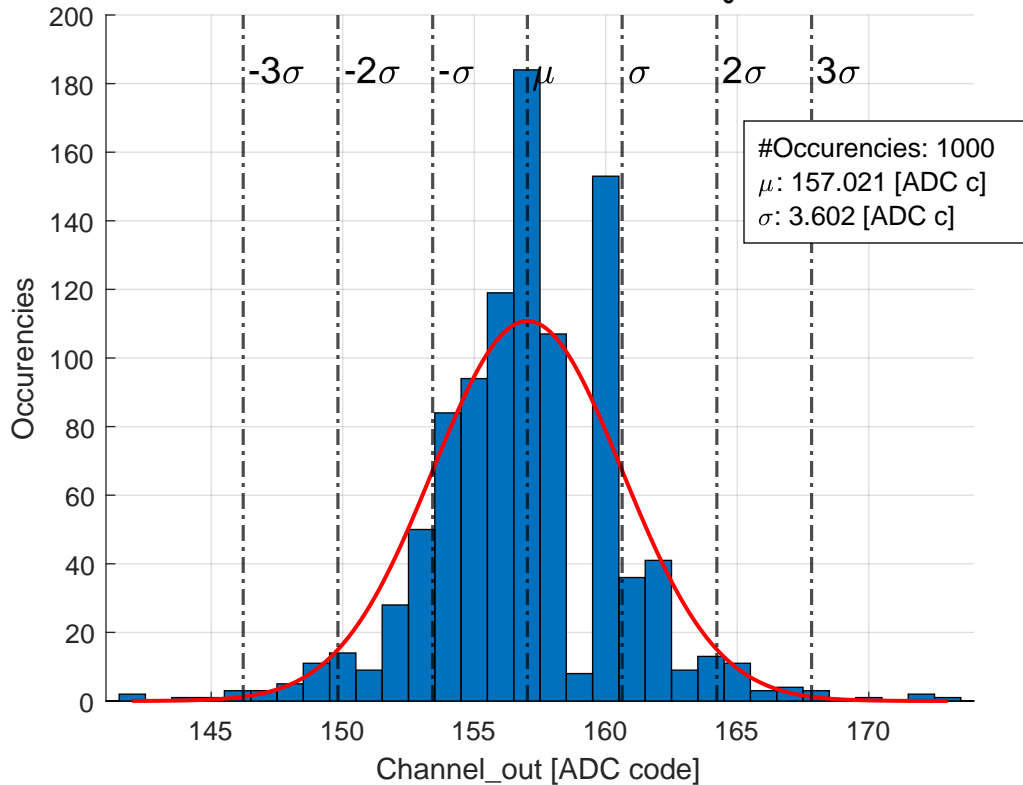 200
180
160
140
120
100
80
60
40
20
0
Occurencies
-3σ -2σ -σ μ σ 2σ 3σ
#Occurencies: 1000
μ: 157.021 [ADC c]
σ: 3.602 [ADC c]
145 150 155 160 165 170
Channel_out [ADC code]